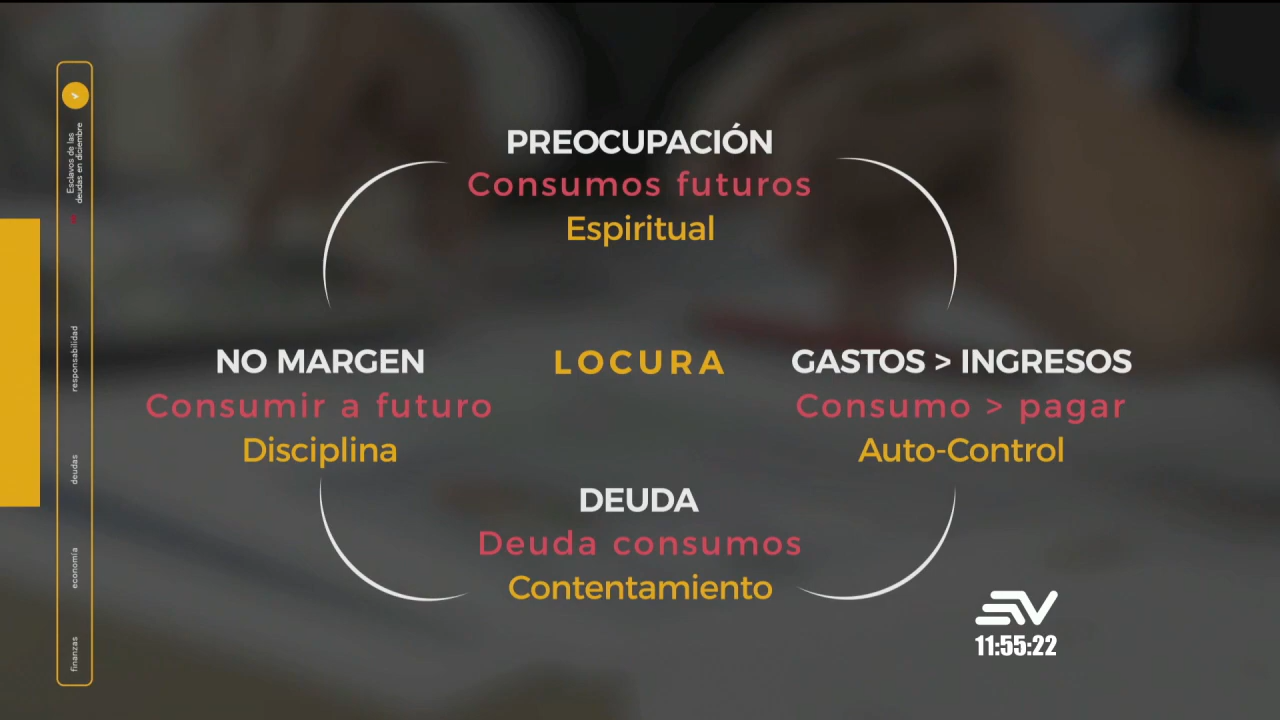 PREOCUPACIÓN
Consumos futuros
Espiritual
NO MARGEN
Consumir a futuro
Disciplina
LOCURA
GASTOS > INGRESOS
Consumo > pagar
Auto-Control
DEUDA
Deuda consumos
Contentamiento
Esclavos de las
deudas en diciembre
responsabilidad
deudas
economía
finanzas
11:55:22